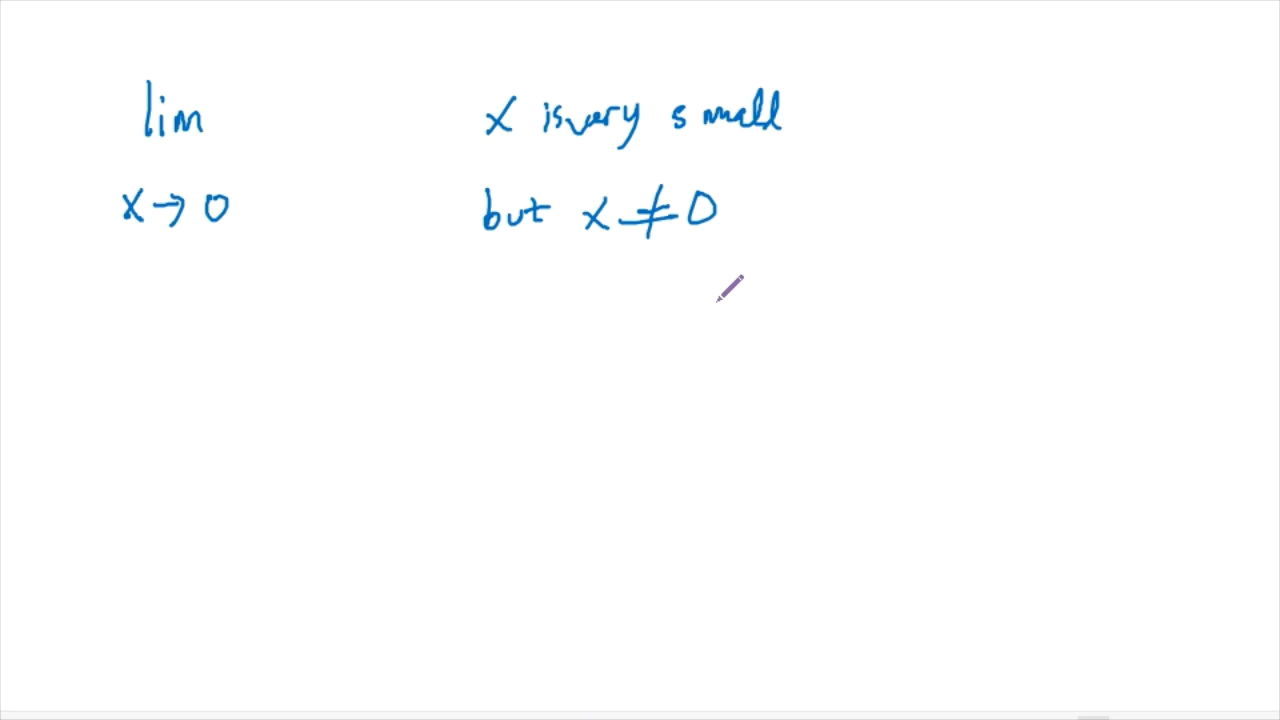 lim
x → 0
x is very small
but x ≠ 0